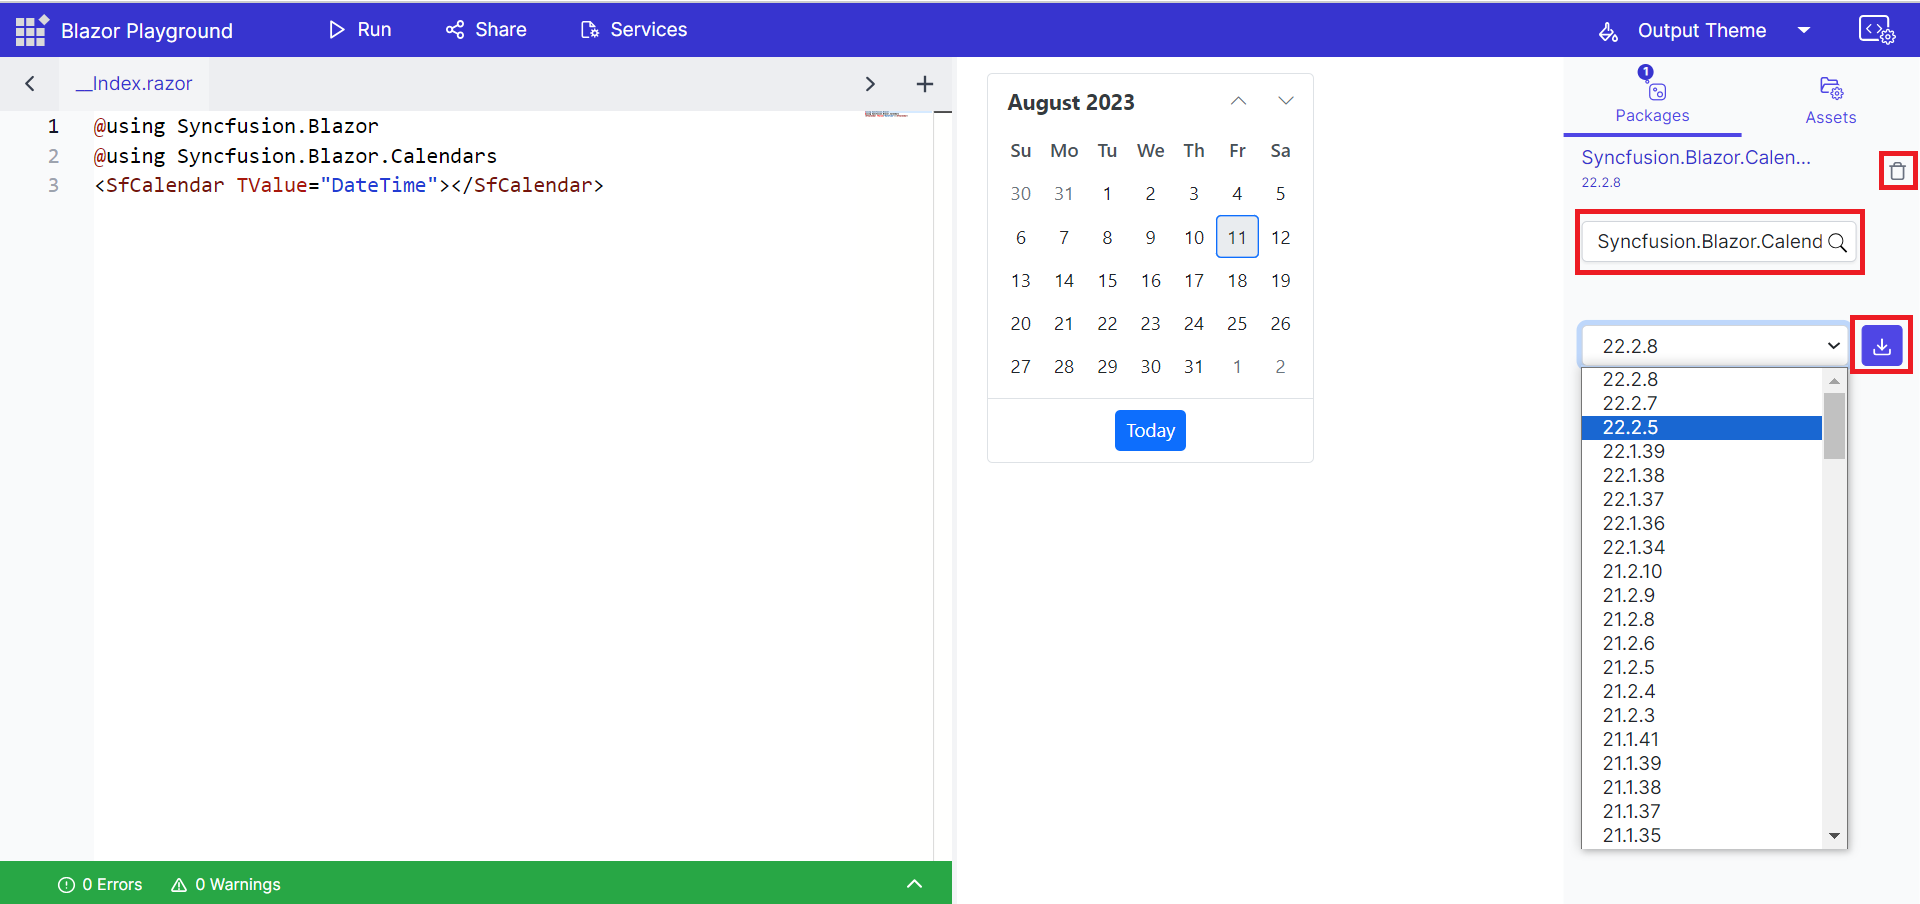 Blazor Playground Run Share Services Output Theme
__Index.razor
1 @using Syncfusion.Blazor
2 @using Syncfusion.Blazor.Calendars
3 <SfCalendar TValue="DateTime"></SfCalendar>
0 Errors 0 Warnings
August 2023
Su Mo Tu We Th Fr Sa
30 31 1 2 3 4 5
6 7 8 9 10 11 12
13 14 15 16 17 18 19
20 21 22 23 24 25 26
27 28 29 30 31 1 2
Today
1
Packages Assets
Syncfusion.Blazor.Calen...
22.2.8
Syncfusion.Blazor.Calend
22.2.8
22.2.8
22.2.7
22.2.5
22.1.39
22.1.38
22.1.37
22.1.36
22.1.34
21.2.10
21.2.9
21.2.8
21.2.6
21.2.5
21.2.4
21.2.3
21.1.41
21.1.39
21.1.38
21.1.37
21.1.35